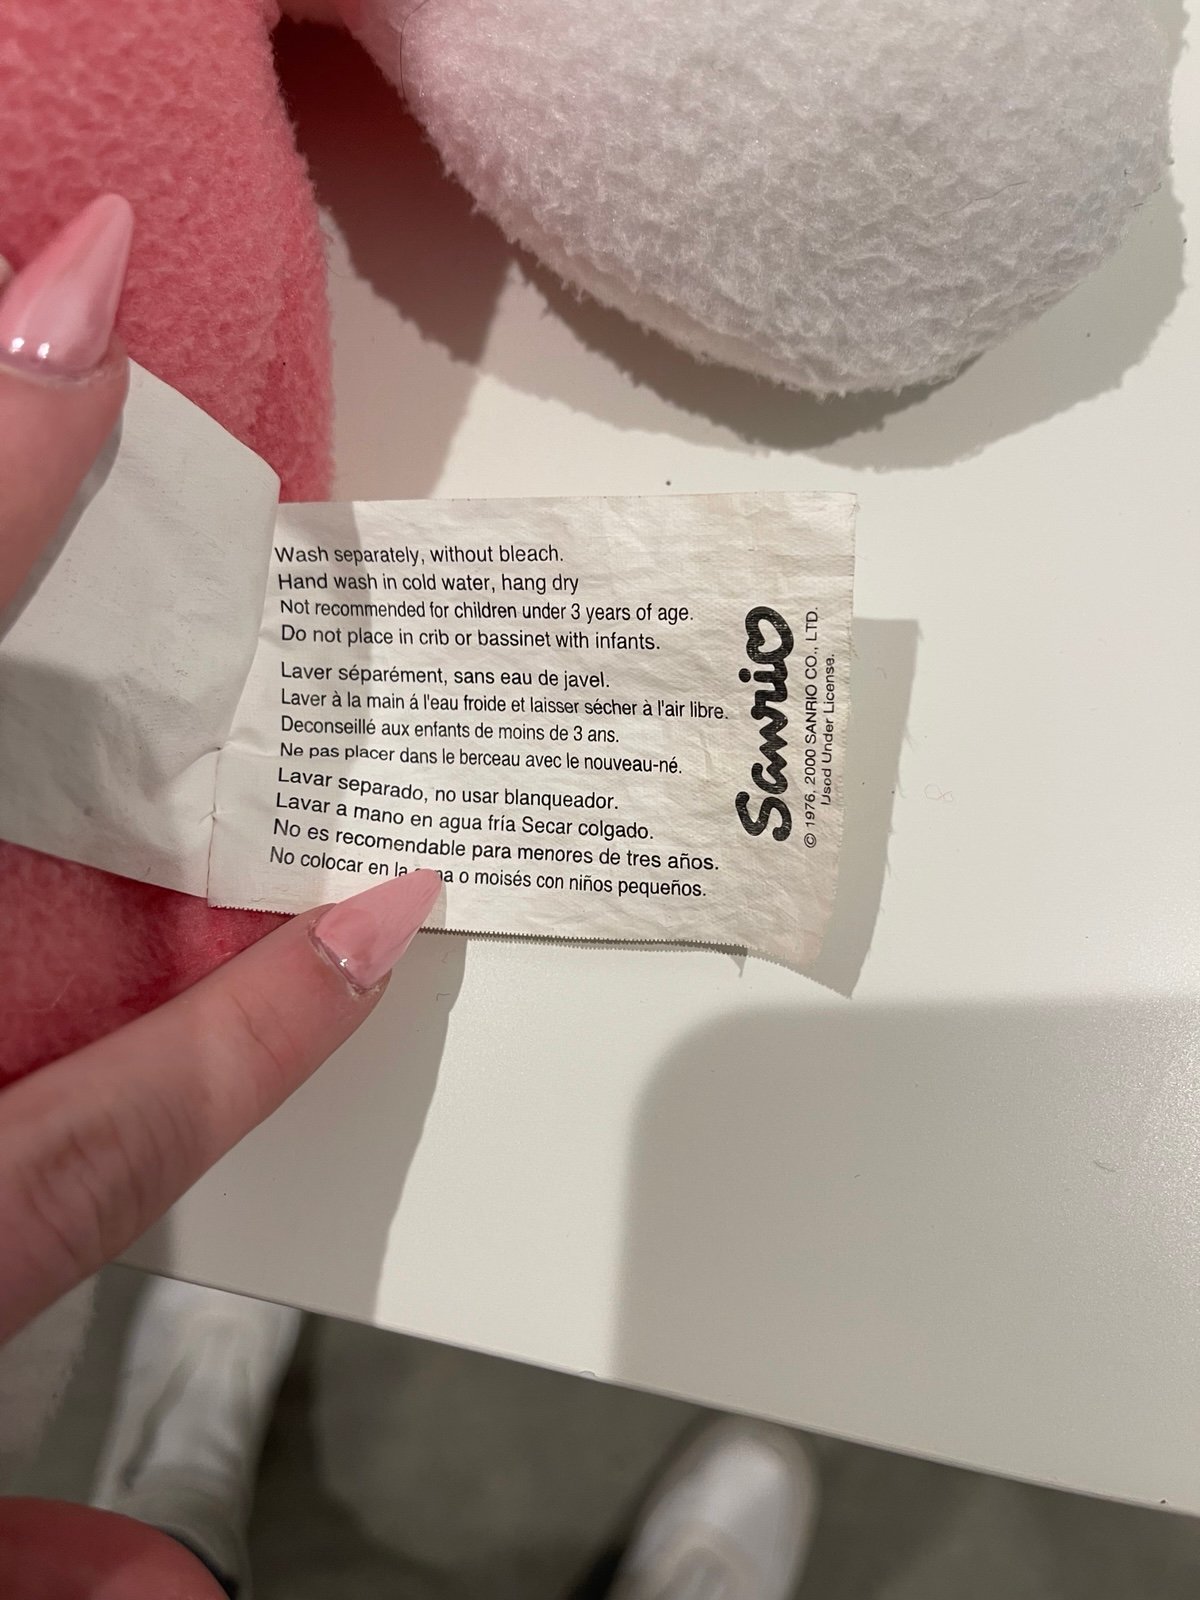 Wash separately, without bleach.
Hand wash in cold water, hang dry
Not recommended for children under 3 years of age.
Do not place in crib or bassinet with infants.
Laver séparément, sans eau de javel.
Laver à la main á l'eau froide et laisser sécher à l'air libre.
Deconseillé aux enfants de moins de 3 ans.
Ne pas placer dans le berceau avec le nouveau-né.
Lavar separado, no usar blanqueador.
Lavar a mano en agua fría Secar colgado.
No es recomendable para menores de tres años.
No colocar en la o moisés con niños pequeños.
Sanrio
© 1976, 2000 SANRIO CO., LTD.
Used Under License.